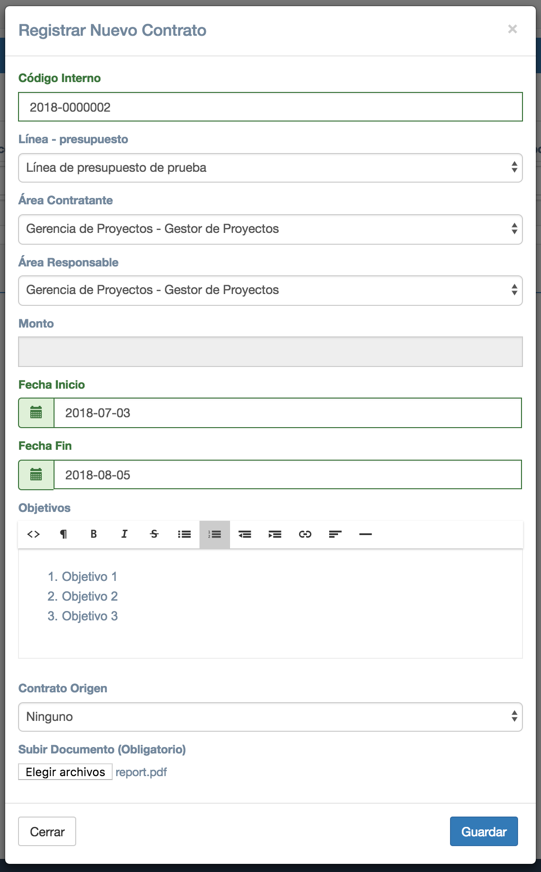 Registrar Nuevo Contrato
×
Código Interno
2018-0000002
Línea - presupuesto
Línea de presupuesto de prueba
Área Contratante
Gerencia de Proyectos - Gestor de Proyectos
Área Responsable
Gerencia de Proyectos - Gestor de Proyectos
Monto
Fecha Inicio
2018-07-03
Fecha Fin
2018-08-05
Objetivos
<> ¶ B I S
1. Objetivo 1
2. Objetivo 2
3. Objetivo 3
Contrato Origen
Ninguno
Subir Documento (Obligatorio)
Elegir archivos report.pdf
Cerrar Guardar